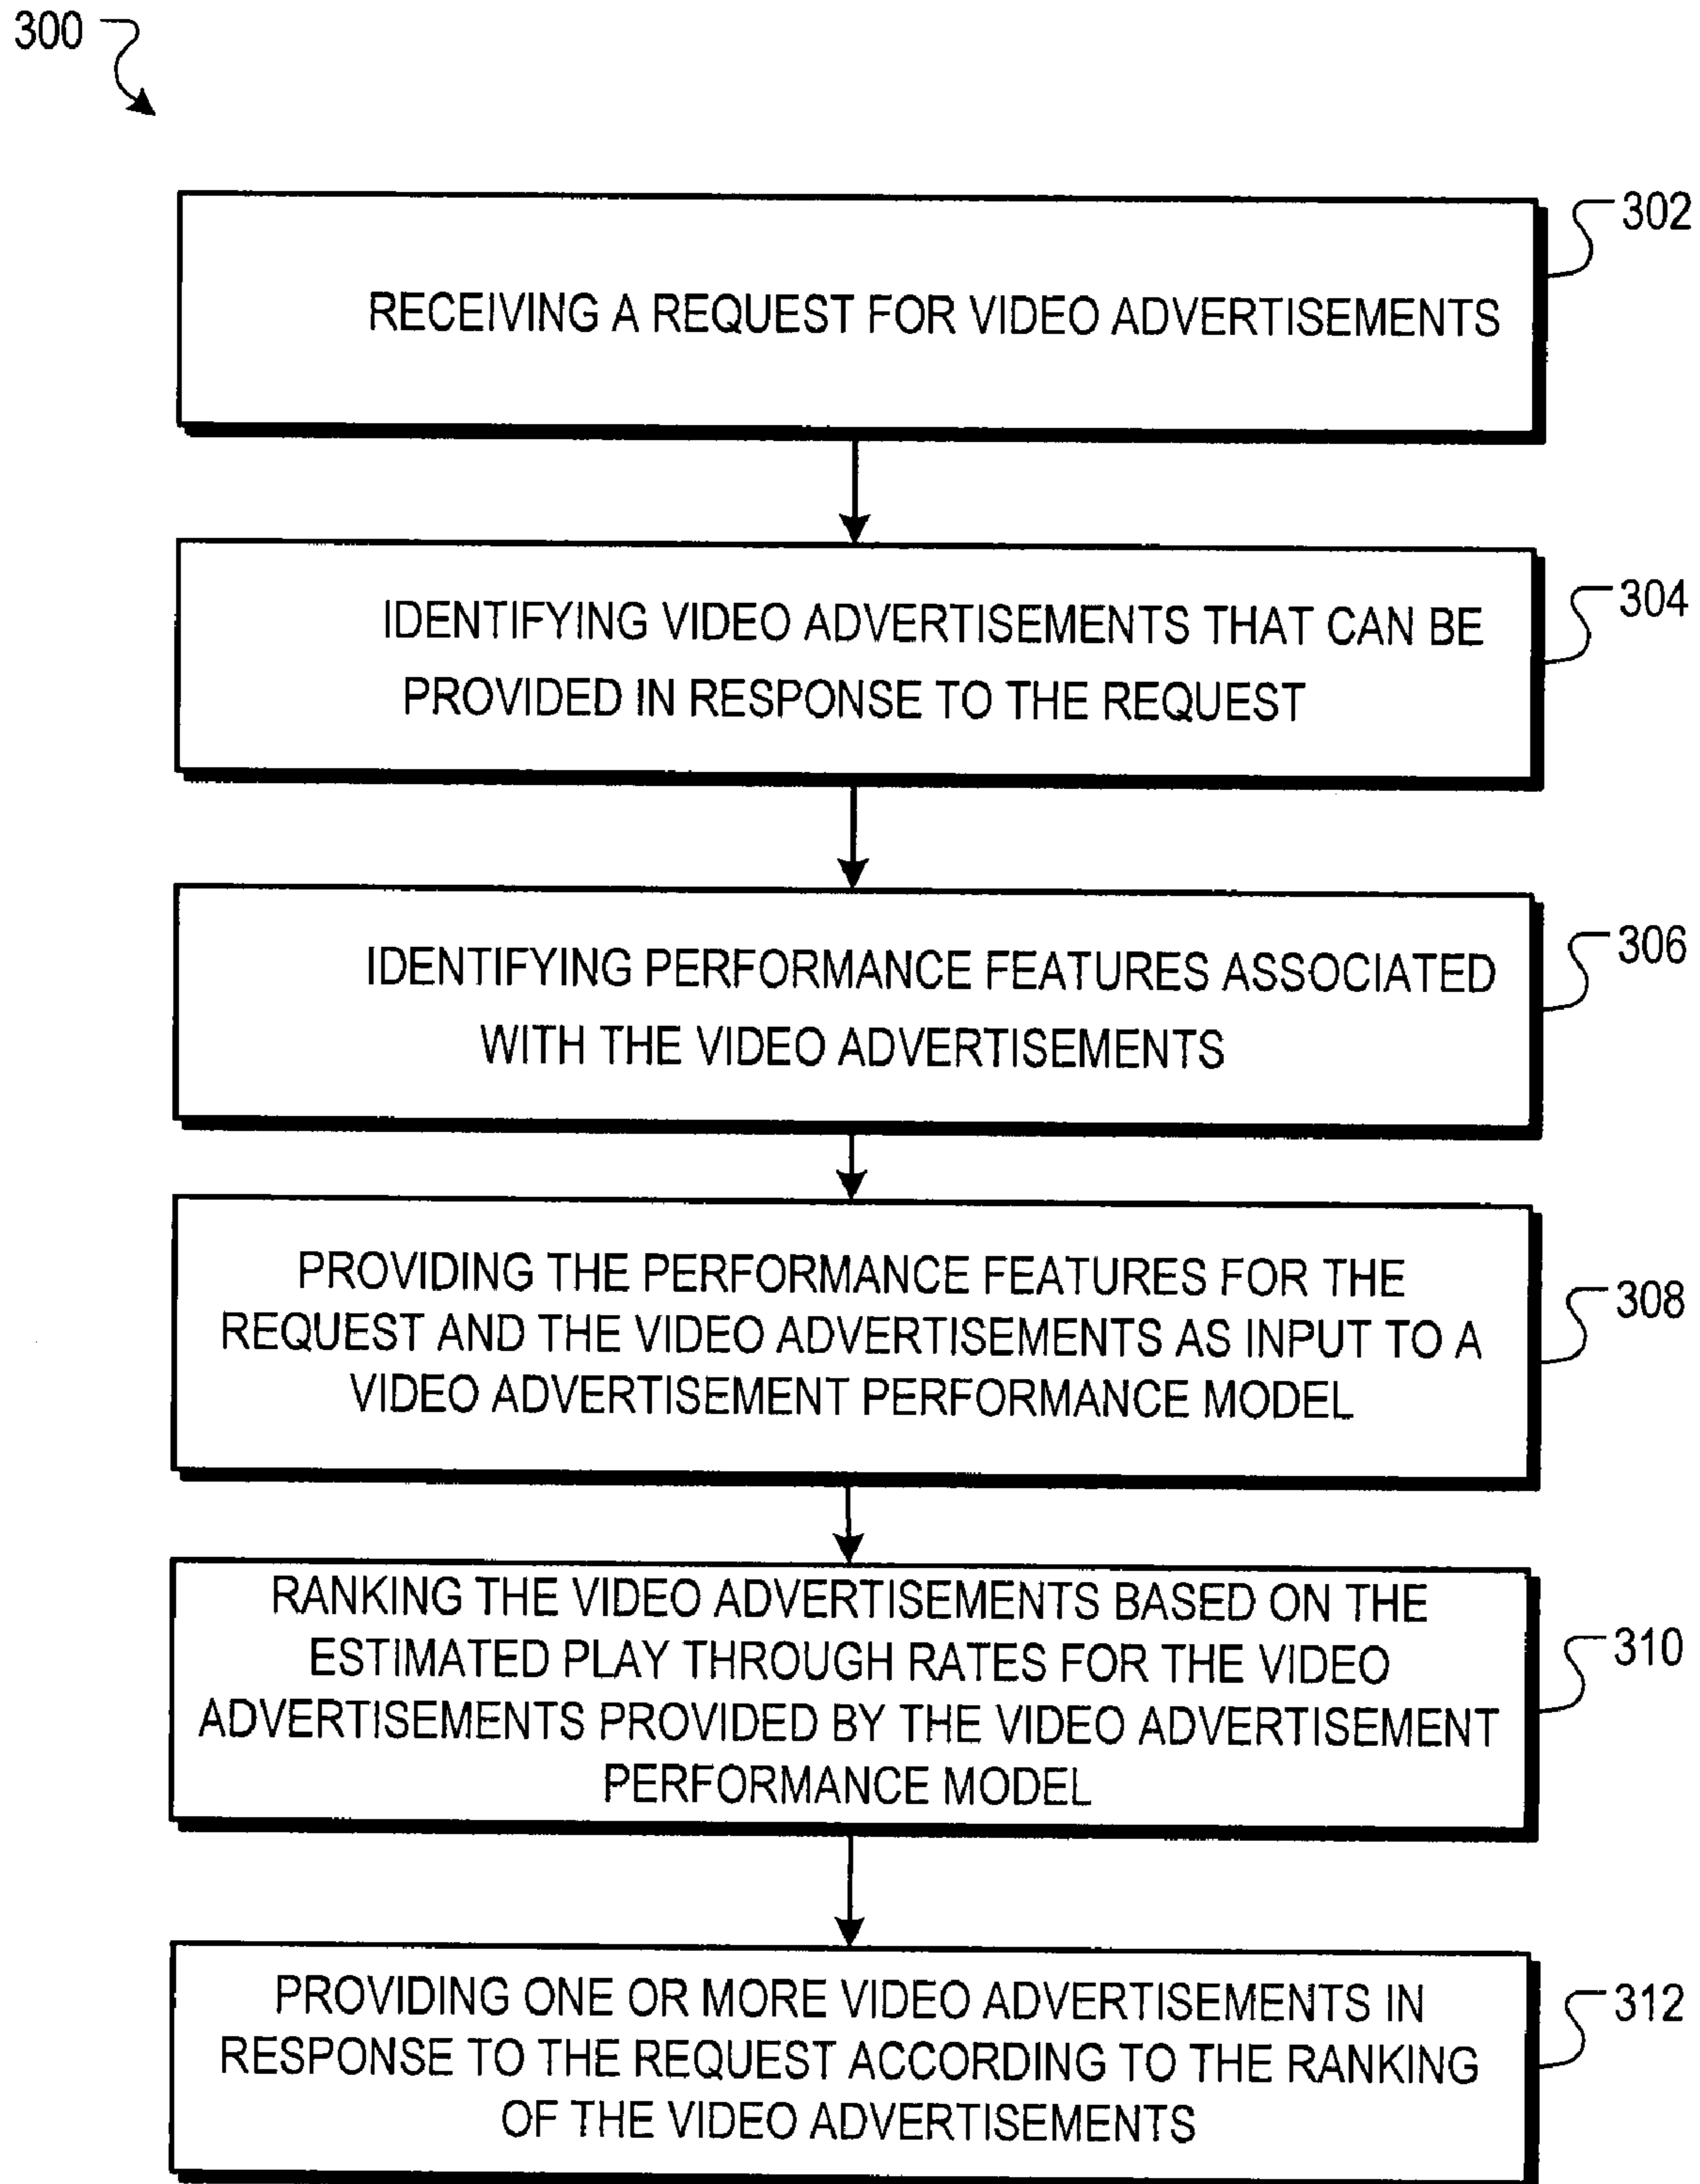 300
RECEIVING A REQUEST FOR VIDEO ADVERTISEMENTS
302
IDENTIFYING VIDEO ADVERTISEMENTS THAT CAN BE
PROVIDED IN RESPONSE TO THE REQUEST
304
IDENTIFYING PERFORMANCE FEATURES ASSOCIATED
WITH THE VIDEO ADVERTISEMENTS
306
PROVIDING THE PERFORMANCE FEATURES FOR THE
REQUEST AND THE VIDEO ADVERTISEMENTS AS INPUT TO A
VIDEO ADVERTISEMENT PERFORMANCE MODEL
308
RANKING THE VIDEO ADVERTISEMENTS BASED ON THE
ESTIMATED PLAY THROUGH RATES FOR THE VIDEO
ADVERTISEMENTS PROVIDED BY THE VIDEO ADVERTISEMENT
PERFORMANCE MODEL
310
PROVIDING ONE OR MORE VIDEO ADVERTISEMENTS IN
RESPONSE TO THE REQUEST ACCORDING TO THE RANKING
OF THE VIDEO ADVERTISEMENTS
312